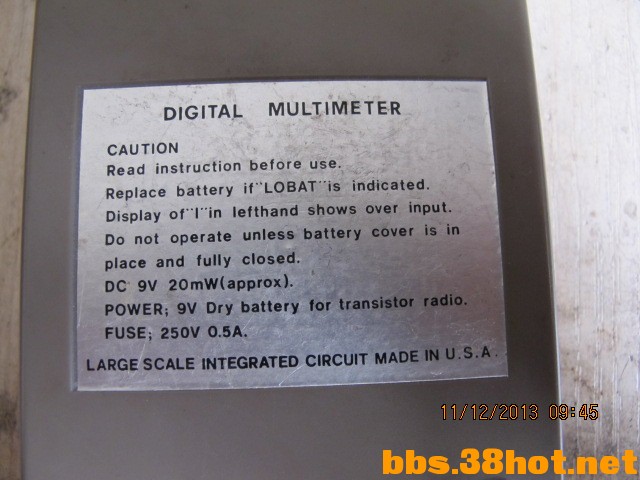 DIGITAL MULTIMETER
CAUTION
Read instruction before use.
Replace battery if "LOBAT" is indicated.
Display of "I" in lefthand shows over input.
Do not operate unless battery cover is in
place and fully closed.
DC 9V 20mW(approx).
POWER; 9V Dry battery for transistor radio.
FUSE; 250V 0.5A.
LARGE SCALE INTEGRATED CIRCUIT MADE IN U.S.A.
11/12/2013 09:45
bbs.38hot.net